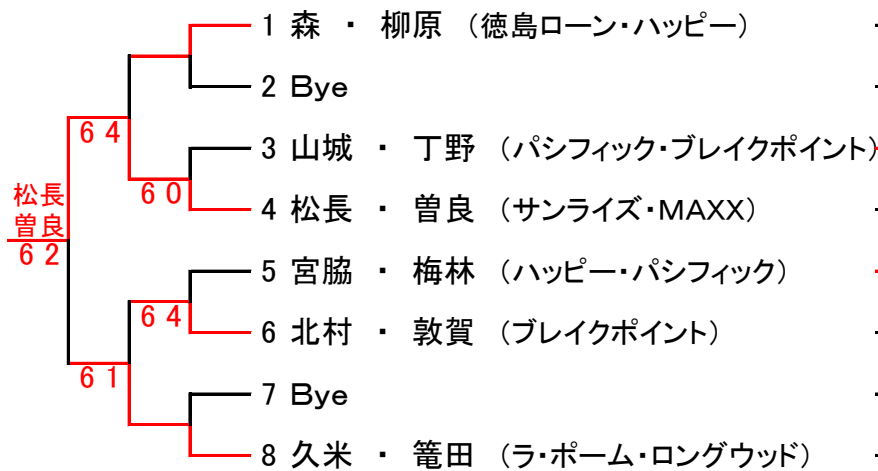 1 森 ・ 柳原 (徳島ローン・ハッピー)
2 Bye
6 4
3 山城 ・ 丁野 (パシフィック・ブレイクポイント)
6 0
松長
4 松長 ・ 曽良 (サンライズ・MAXX)
曽良
6 2
5 宮脇 ・ 梅林 (ハッピー・パシフィック)
6 4
6 北村 ・ 敦賀 (ブレイクポイント)
6 1
7 Bye
8 久米 ・ 篭田 (ラ・ポーム・ロングウッド)